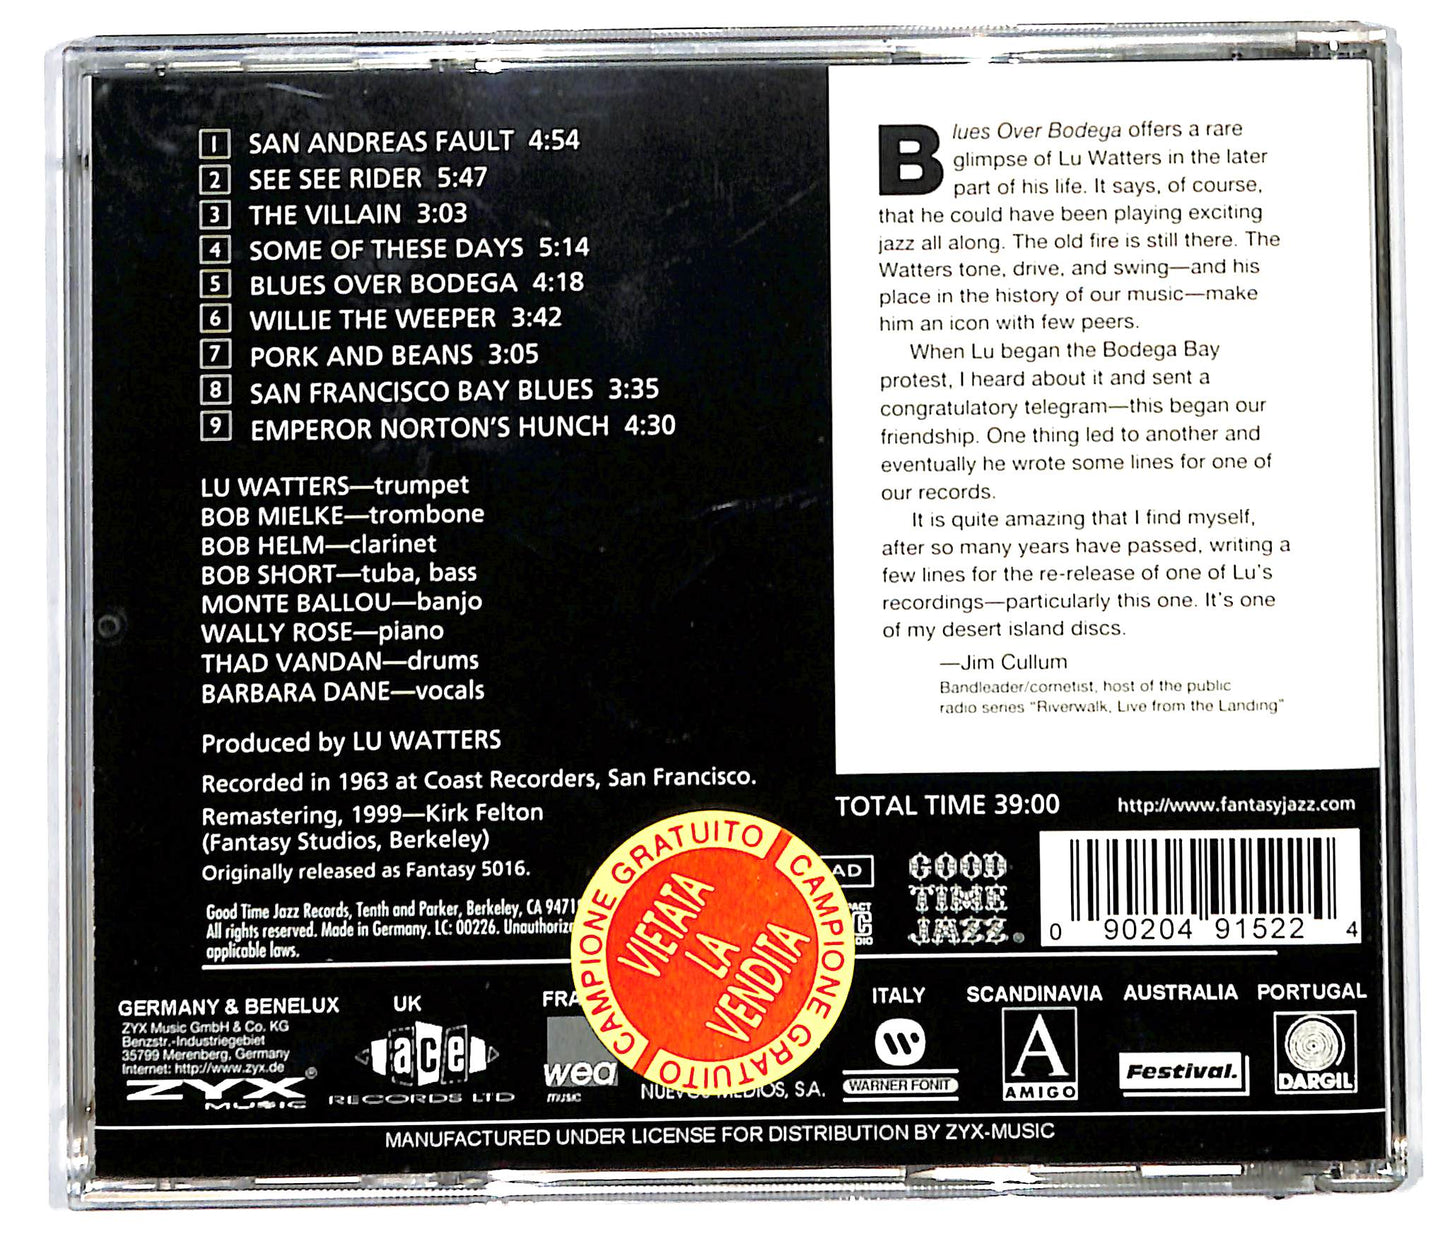 1 SAN ANDREAS FAULT 4:54
2 SEE SEE RIDER 5:47
3 THE VILLAIN 3:03
4 SOME OF THESE DAYS 5:14
5 BLUES OVER BODEGA 4:18
6 WILLIE THE WEEPER 3:42
7 PORK AND BEANS 3:05
8 SAN FRANCISCO BAY BLUES 3:35
9 EMPEROR NORTON'S HUNCH 4:30
LU WATTERS—trumpet
BOB MIELKE—trombone
BOB HELM—clarinet
BOB SHORT—tuba, bass
MONTE BALLOU—banjo
WALLY ROSE—piano
THAD VANDAN—drums
BARBARA DANE—vocals
Produced by LU WATTERS
Recorded in 1963 at Coast Recorders, San Francisco.
Remastering, 1999—Kirk Felton
(Fantasy Studios, Berkeley)
Originally released as Fantasy 5016.
Good Time Jazz Records, Tenth and Parker, Berkeley, CA
All rights reserved. Made in Germany. LC: 00226.
applicable laws.
Blues Over Bodega offers a rare
glimpse of Lu Watters in the later
part of his life. It says, of course,
that he could have been playing exciting
jazz all along. The old fire is still there. The
Watters tone, drive, and swing—and his
place in the history of our music—make
him an icon with few peers.
When Lu began the Bodega Bay
protest, I heard about it and sent a
congratulatory telegram—this began our
friendship. One thing led to another and
eventually he wrote some lines for one of
our records.
It is quite amazing that I find myself,
after so many years have passed, writing a
few lines for the re-release of one of Lu's
recordings—particularly this one. It's one
of my desert island discs.
—Jim Cullum
Bandleader/cornetist, host of the public
radio series "Riverwalk, Live from the Landing"
TOTAL TIME 39:00
http://www.fantasyjazz.com
AD
GOOD
TIME
JAZZ
0 90204 91522 4
CAMPIONE GRATUITO
CAMPIONE GRATUITO
VIETATA
LA
VENDITA
GERMANY & BENELUX
ZYX Music GmbH & Co. KG
Benzstr.-Industriegebiet
35799 Merenberg, Germany
Internet: http://www.zyx.de
ZYX
MUSIC
UK
ace
RECORDS LTD
wea
music
MEDIOS, S.A.
ITALY
WARNER FONIT
SCANDINAVIA
A
AMIGO
AUSTRALIA
Festival.
PORTUGAL
DARGIL
MANUFACTURED UNDER LICENSE FOR DISTRIBUTION BY ZYX-MUSIC